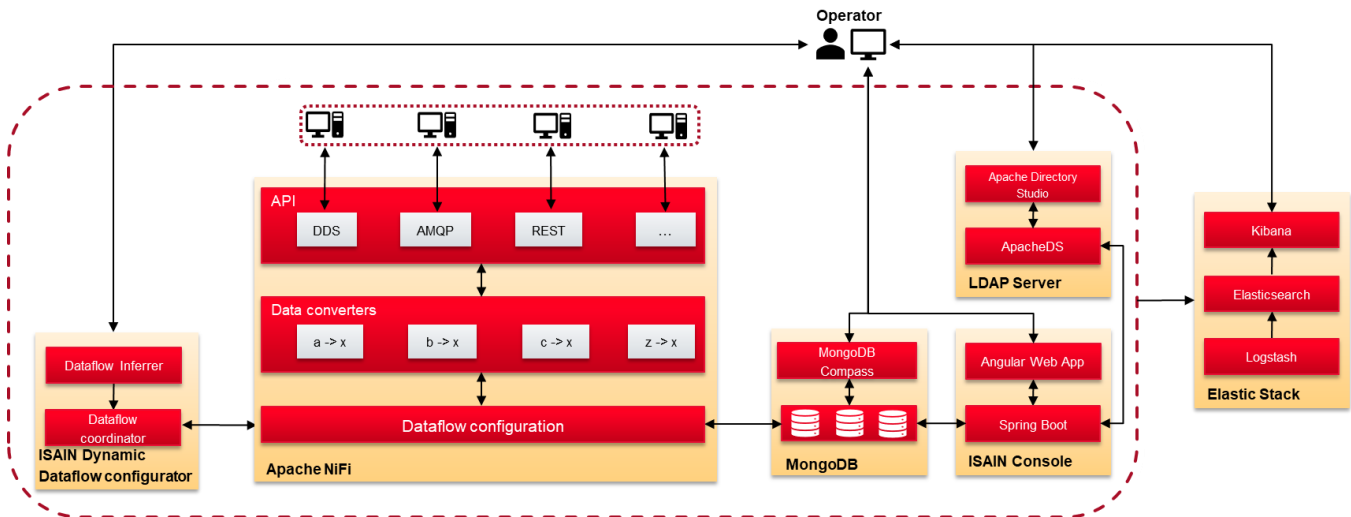 Operator
API
DDS
AMQP
REST
...
Data converters
a -> x
b -> x
c -> x
z -> x
Dataflow configuration
Apache NiFi
Dataflow Inferrer
Dataflow
coordinator
ISAIN Dynamic
Dataflow configurator
MongoDB
Compass
MongoDB
Apache Directory
Studio
ApacheDS
LDAP Server
Angular Web App
Spring Boot
ISAIN Console
Kibana
Elasticsearch
Logstash
Elastic Stack